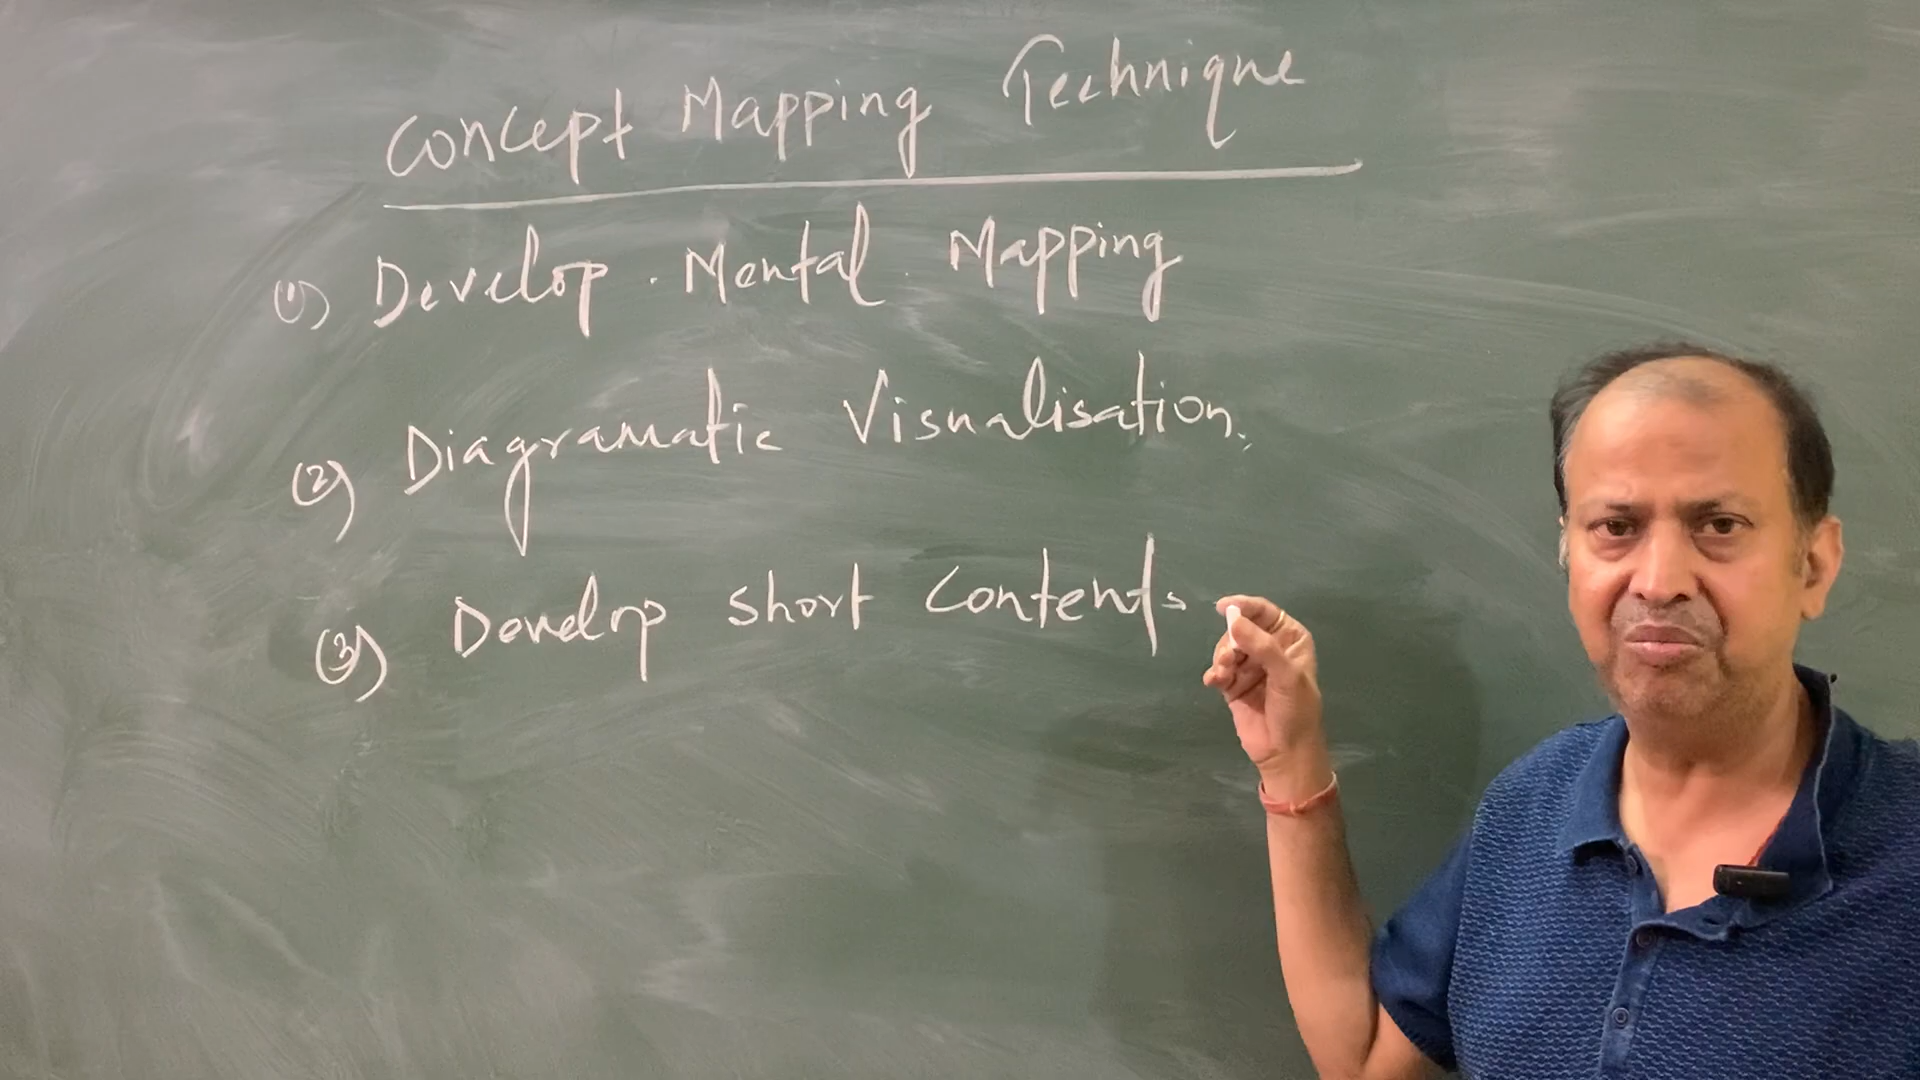 Concept Mapping Technique
(1) Develop Mental Mapping
(2) Diagramatic Visualisation.
(3) Develop short Contents